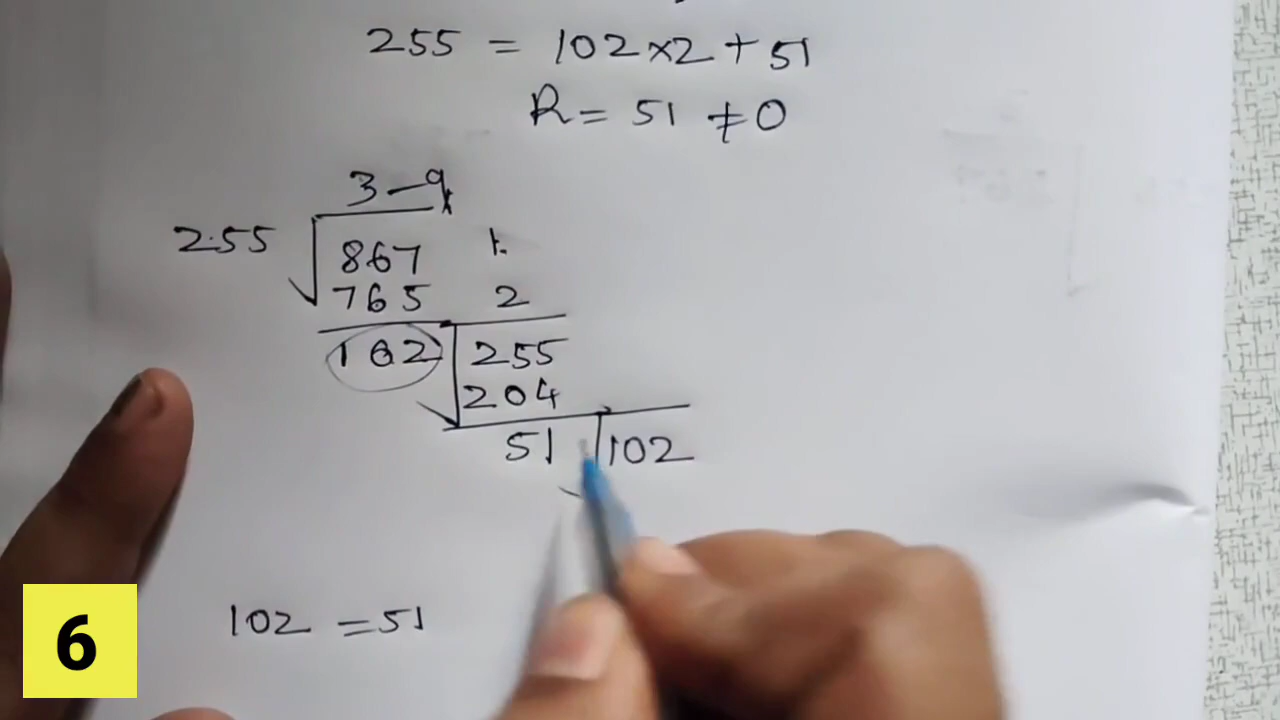 255 = 102×2+51
R = 51 ≠0
3 — q
255 867
765 2
102 255
204
51 102
102 = 51
6